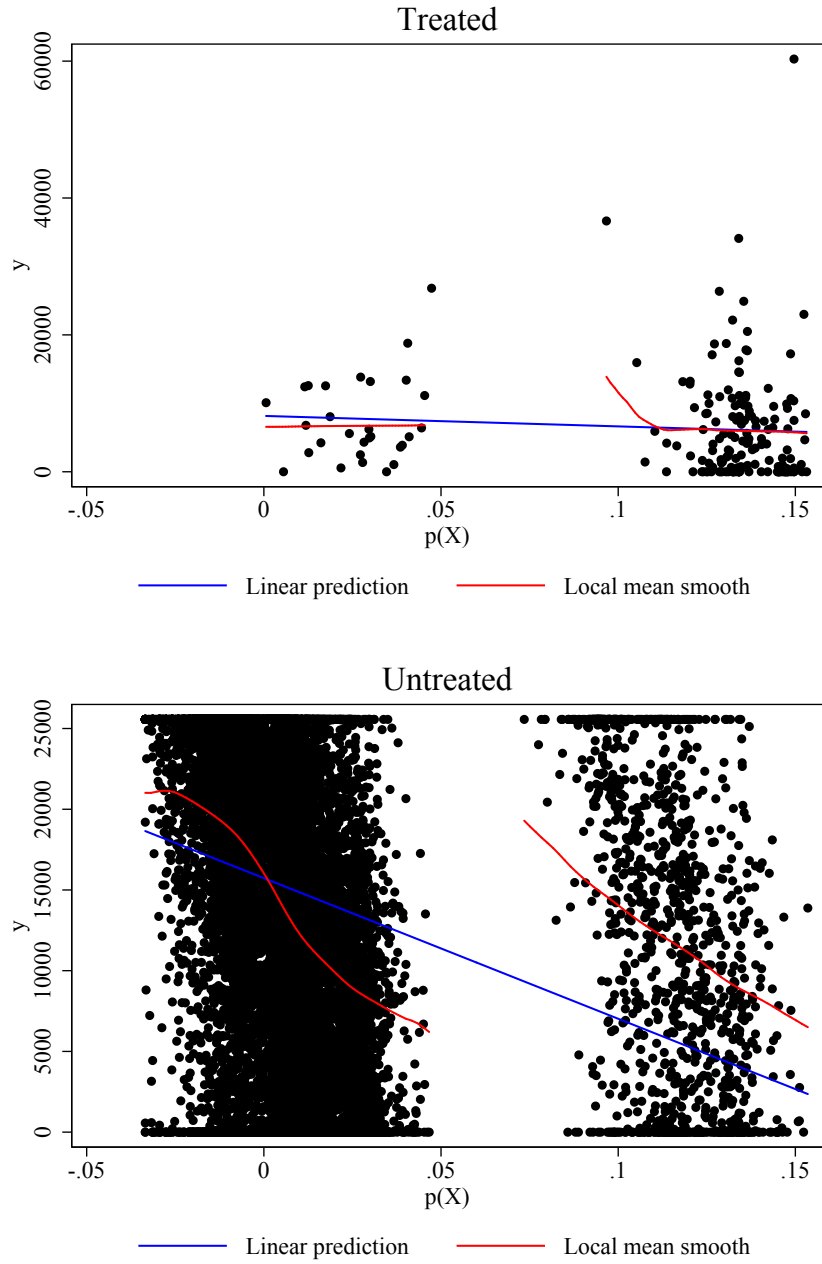 Treated
60000
40000
20000
0
y
-.05 0 .05 .1 .15
p(X)
Linear prediction Local mean smooth
Untreated
25000
20000
15000
10000
5000
0
y
-.05 0 .05 .1 .15
p(X)
Linear prediction Local mean smooth